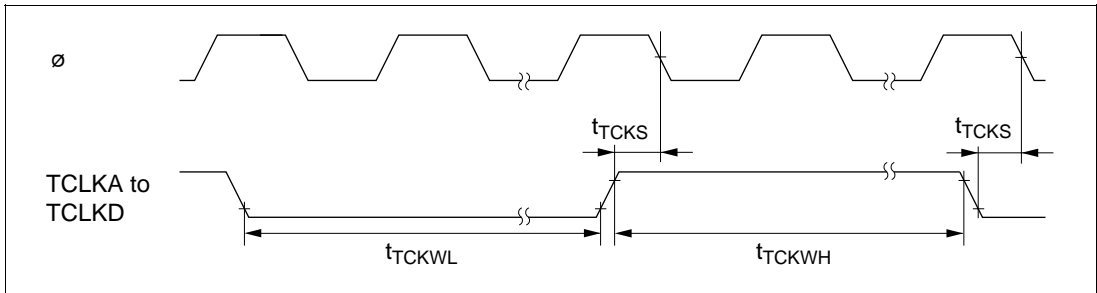 ø
tTCKS
tTCKS
TCLKA to
TCLKD
tTCKWL
tTCKWH